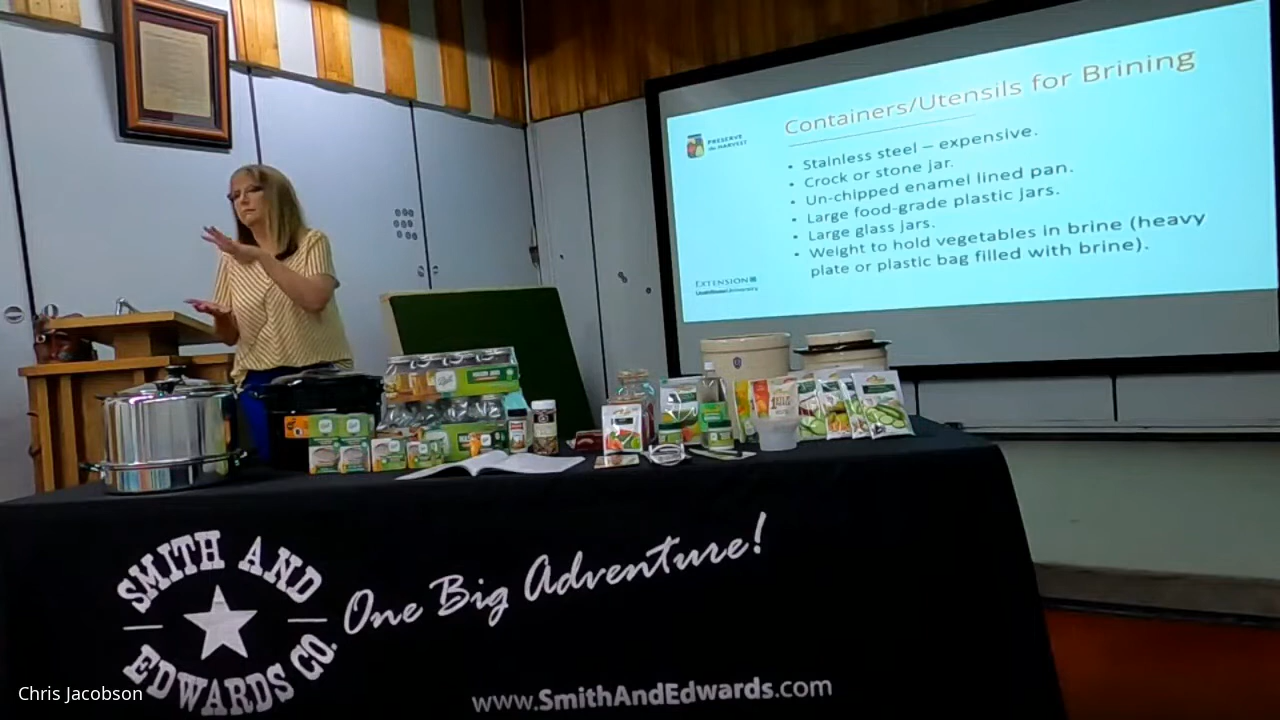 Containers/Utensils for Brining
PRESERVE
the HARVEST
• Stainless steel – expensive.
• Crock or stone jar.
• Un-chipped enamel lined pan.
• Large food-grade plastic jars.
• Large glass jars.
• Weight to hold vegetables in brine (heavy
plate or plastic bag filled with brine).
EXTENSION
UtahStateUniversity
Ball
SMITH AND
EDWARDS CO.
One Big Adventure!
www.SmithAndEdwards.com
Chris Jacobson